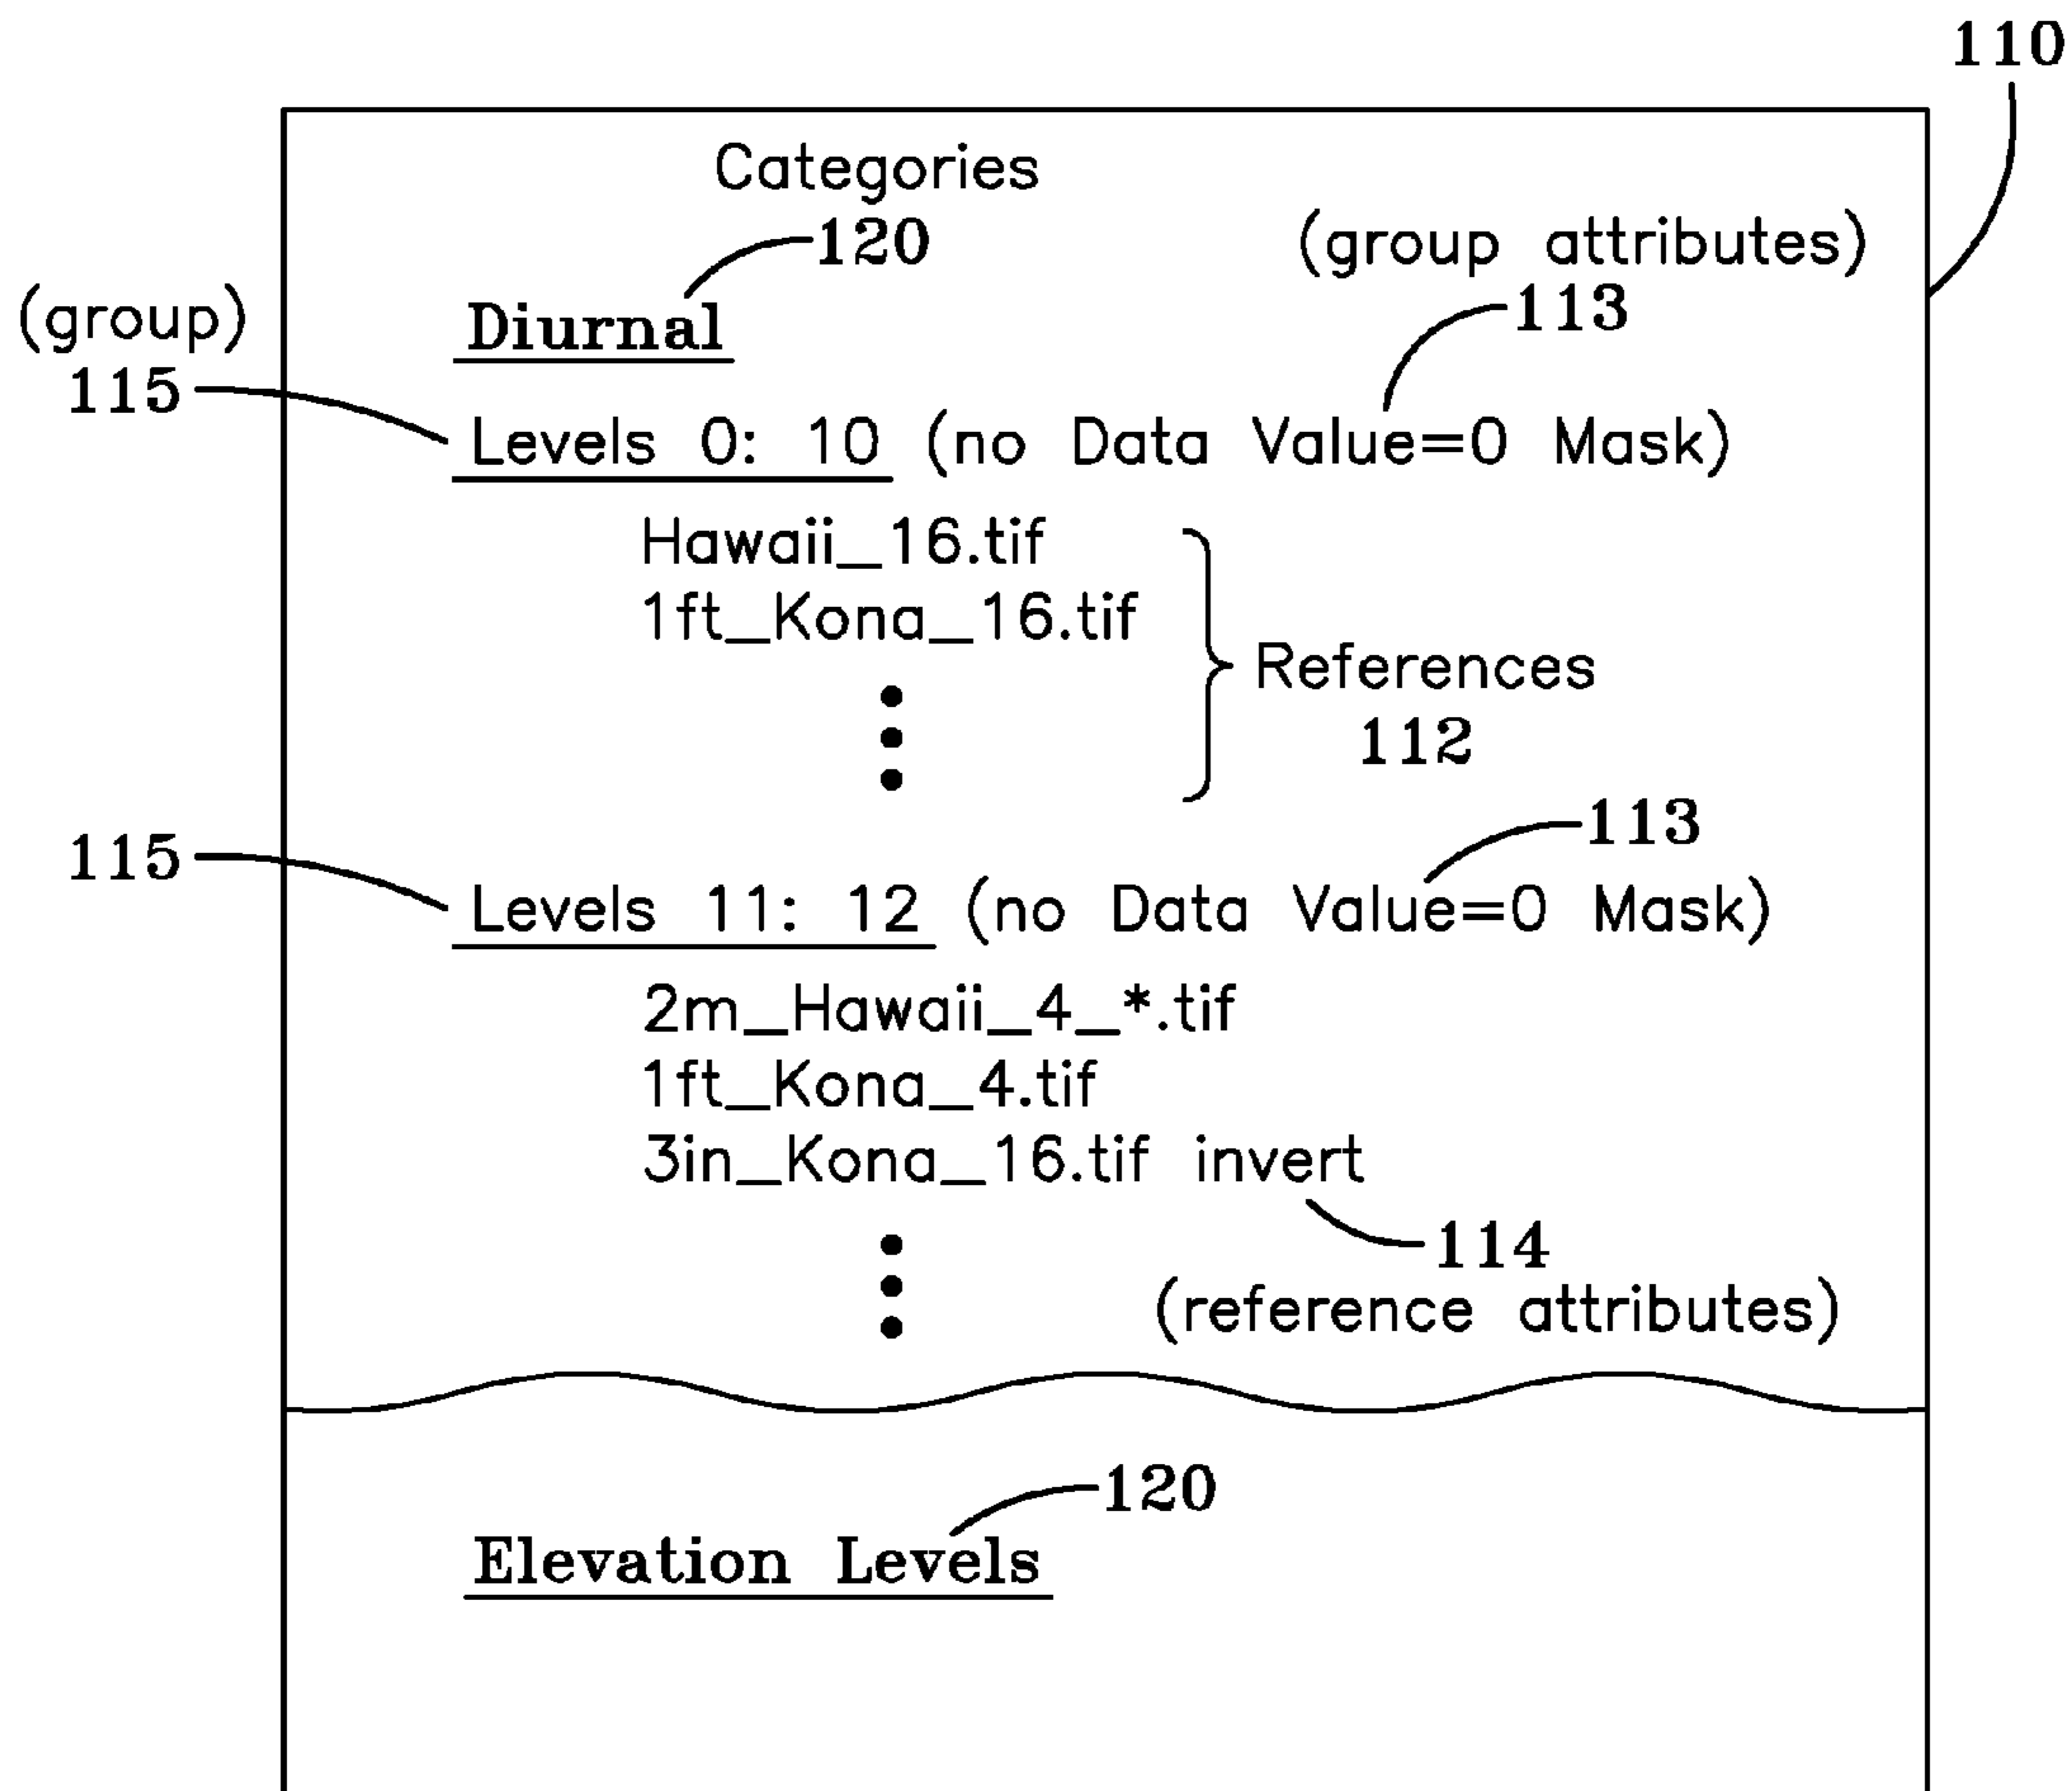 110
Categories
120
(group attributes)
113
(group)
115
Diurnal
Levels 0: 10 (no Data Value=0 Mask)
Hawaii_16.tif
1ft_Kona_16.tif
References
112
113
115
Levels 11: 12 (no Data Value=0 Mask)
2m_Hawaii_4_*.tif
1ft_Kona_4.tif
3in_Kona_16.tif invert
114
(reference attributes)
120
Elevation Levels